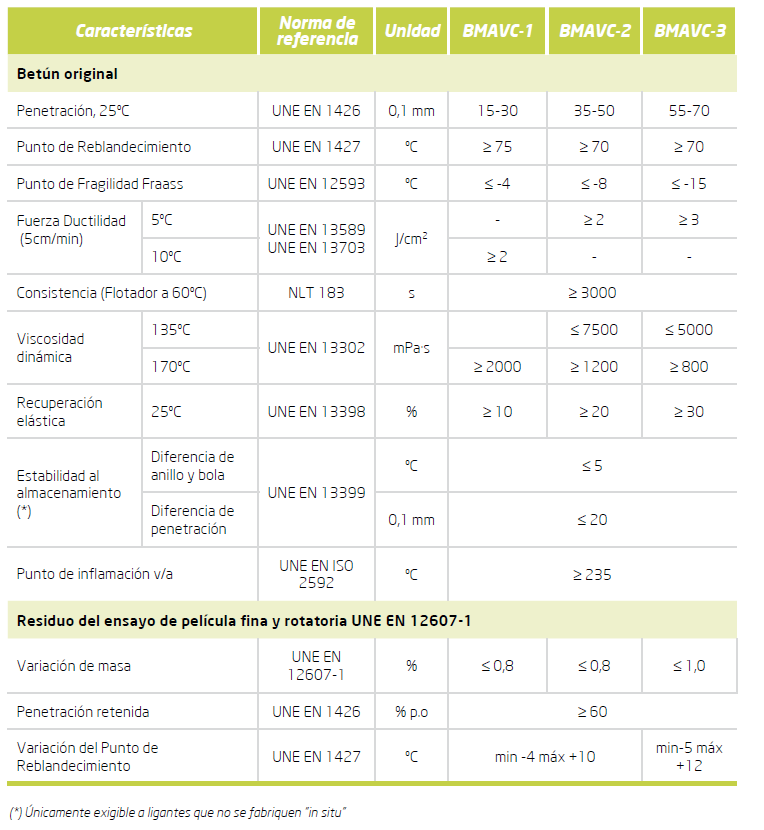 Características Norma de referencia Unidad BMAVC-1 BMAVC-2 BMAVC-3
Betún original
Penetración, 25ºC UNE EN 1426 0,1 mm 15-30 35-50 55-70
Punto de Reblandecimiento UNE EN 1427 ºC ≥ 75 ≥ 70 ≥ 70
Punto de Fragilidad Fraass UNE EN 12593 ºC ≤ -4 ≤ -8 ≤ -15
Fuerza Ductilidad (5cm/min) 5ºC UNE EN 13589 UNE EN 13703 J/cm² - ≥ 2 ≥ 3
10ºC ≥ 2 - -
Consistencia (Flotador a 60ºC) NLT 183 s ≥ 3000
Viscosidad dinámica 135ºC UNE EN 13302 mPa·s ≤ 7500 ≤ 5000
170ºC ≥ 2000 ≥ 1200 ≥ 800
Recuperación elástica 25ºC UNE EN 13398 % ≥ 10 ≥ 20 ≥ 30
Estabilidad al almacenamiento (*) Diferencia de anillo y bola UNE EN 13399 ºC ≤ 5
Diferencia de penetración 0,1 mm ≤ 20
Punto de inflamación v/a UNE EN ISO 2592 ºC ≥ 235
Residuo del ensayo de película fina y rotatoria UNE EN 12607-1
Variación de masa UNE EN 12607-1 % ≤ 0,8 ≤ 0,8 ≤ 1,0
Penetración retenida UNE EN 1426 % p.o ≥ 60
Variación del Punto de Reblandecimiento UNE EN 1427 ºC min -4 máx +10 min-5 máx +12
(*) Únicamente exigible a ligantes que no se fabriquen "in situ"